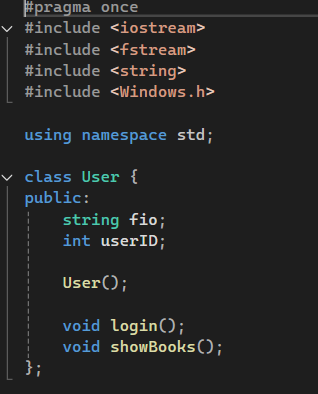 #pragma once
#include <iostream>
#include <fstream>
#include <string>
#include <Windows.h>
using namespace std;
class User {
public:
string fio;
int userID;
User();
void login();
void showBooks();
};